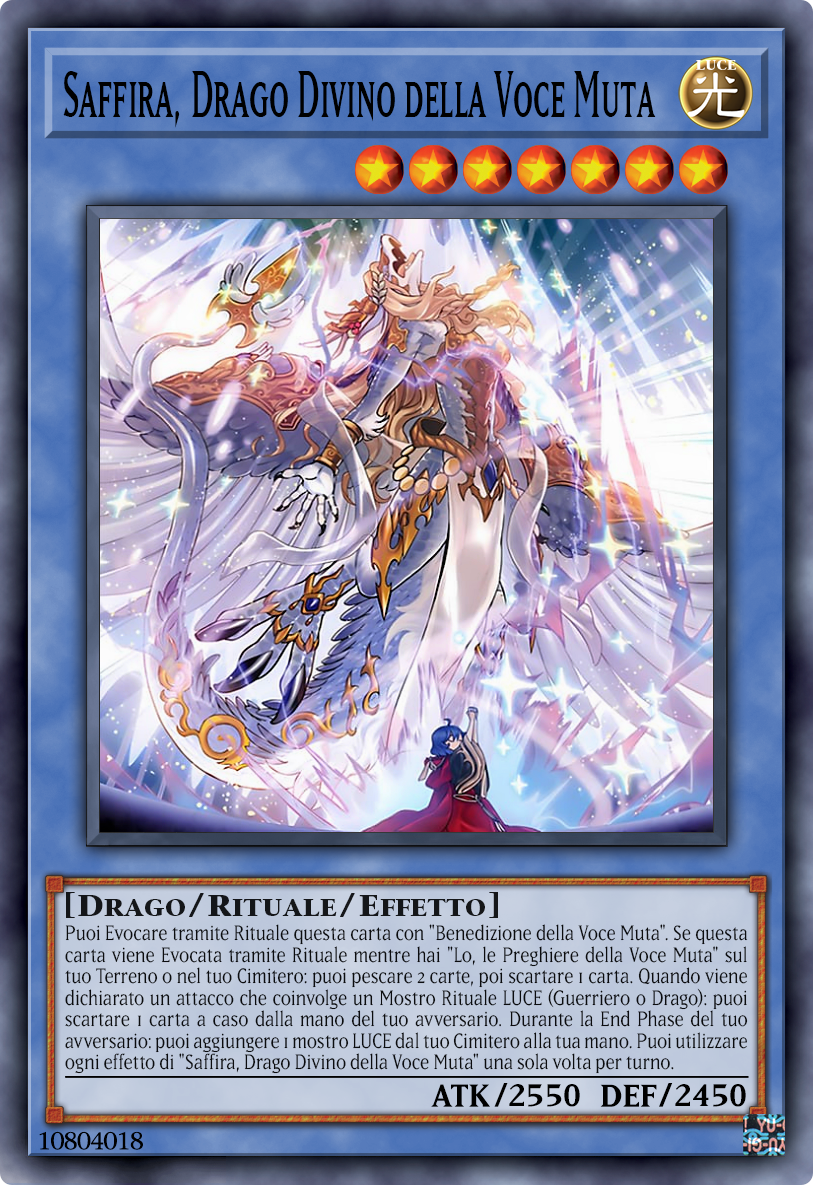 Saffira, Drago Divino della Voce Muta
LUCE
光
[Drago/Rituale/Effetto]
Puoi Evocare tramite Rituale questa carta con "Benedizione della Voce Muta". Se questa
carta viene Evocata tramite Rituale mentre hai "Lo, le Preghiere della Voce Muta" sul
tuo Terreno o nel tuo Cimitero: puoi pescare 2 carte, poi scartare 1 carta. Quando viene
dichiarato un attacco che coinvolge un Mostro Rituale LUCE (Guerriero o Drago): puoi
scartare 1 carta a caso dalla mano del tuo avversario. Durante la End Phase del tuo
avversario: puoi aggiungere 1 mostro LUCE dal tuo Cimitero alla tua mano. Puoi utilizzare
ogni effetto di "Saffira, Drago Divino della Voce Muta" una sola volta per turno.
ATK/2550 DEF/2450
10804018